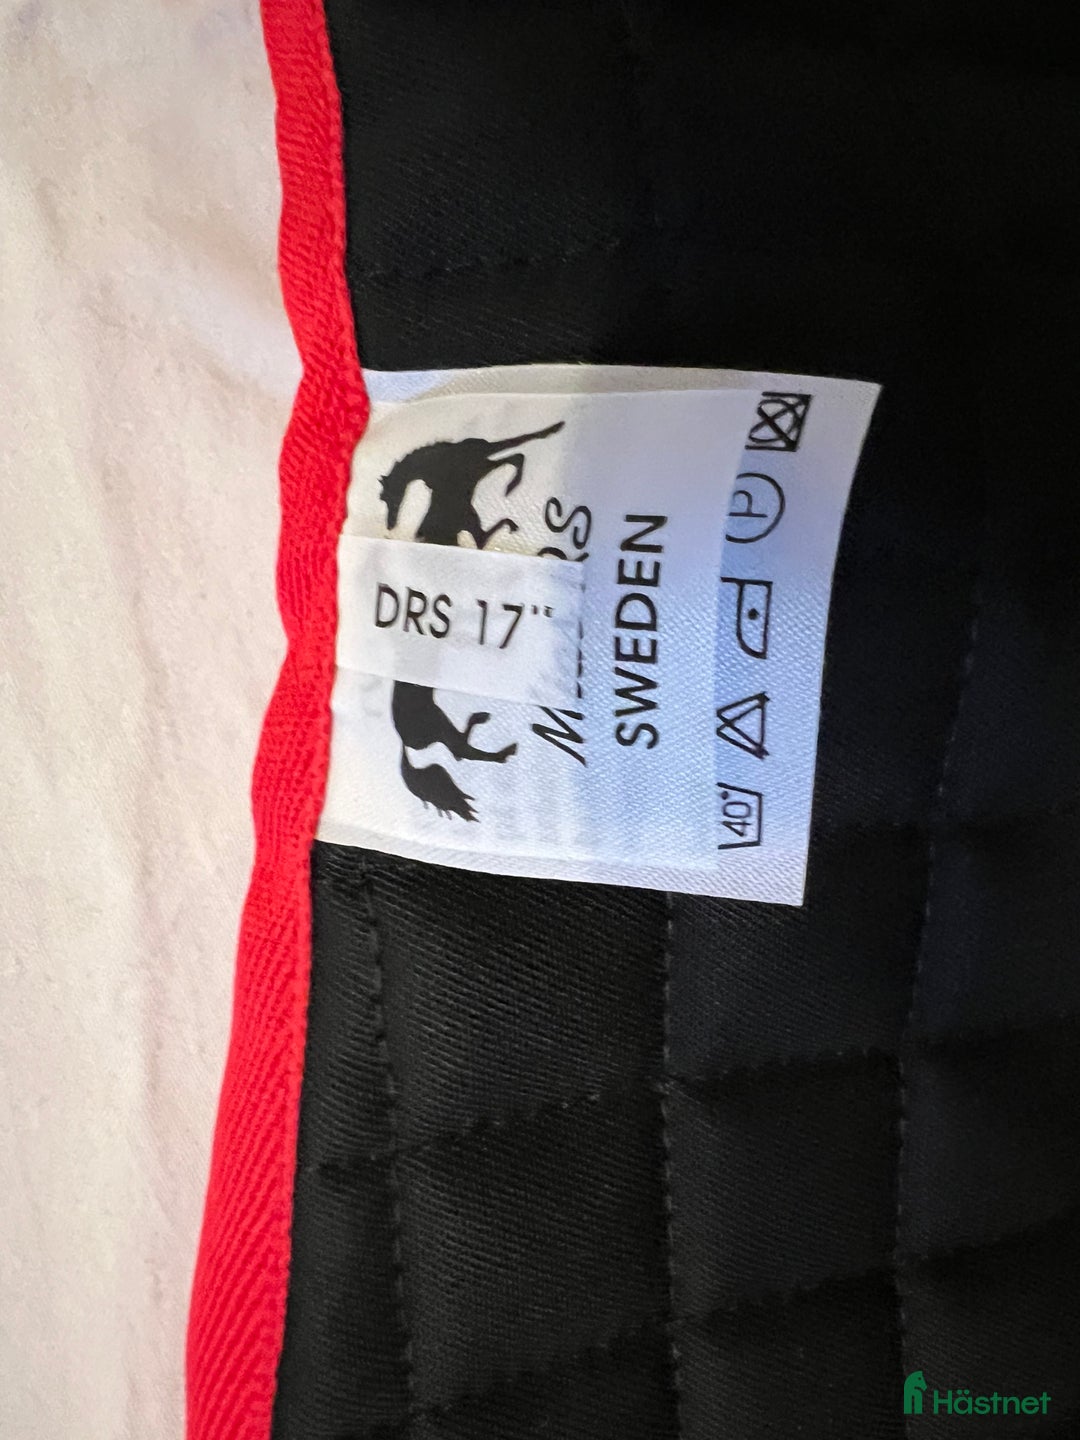 DRS 17"
SWEDEN
40°
P
Hästnet